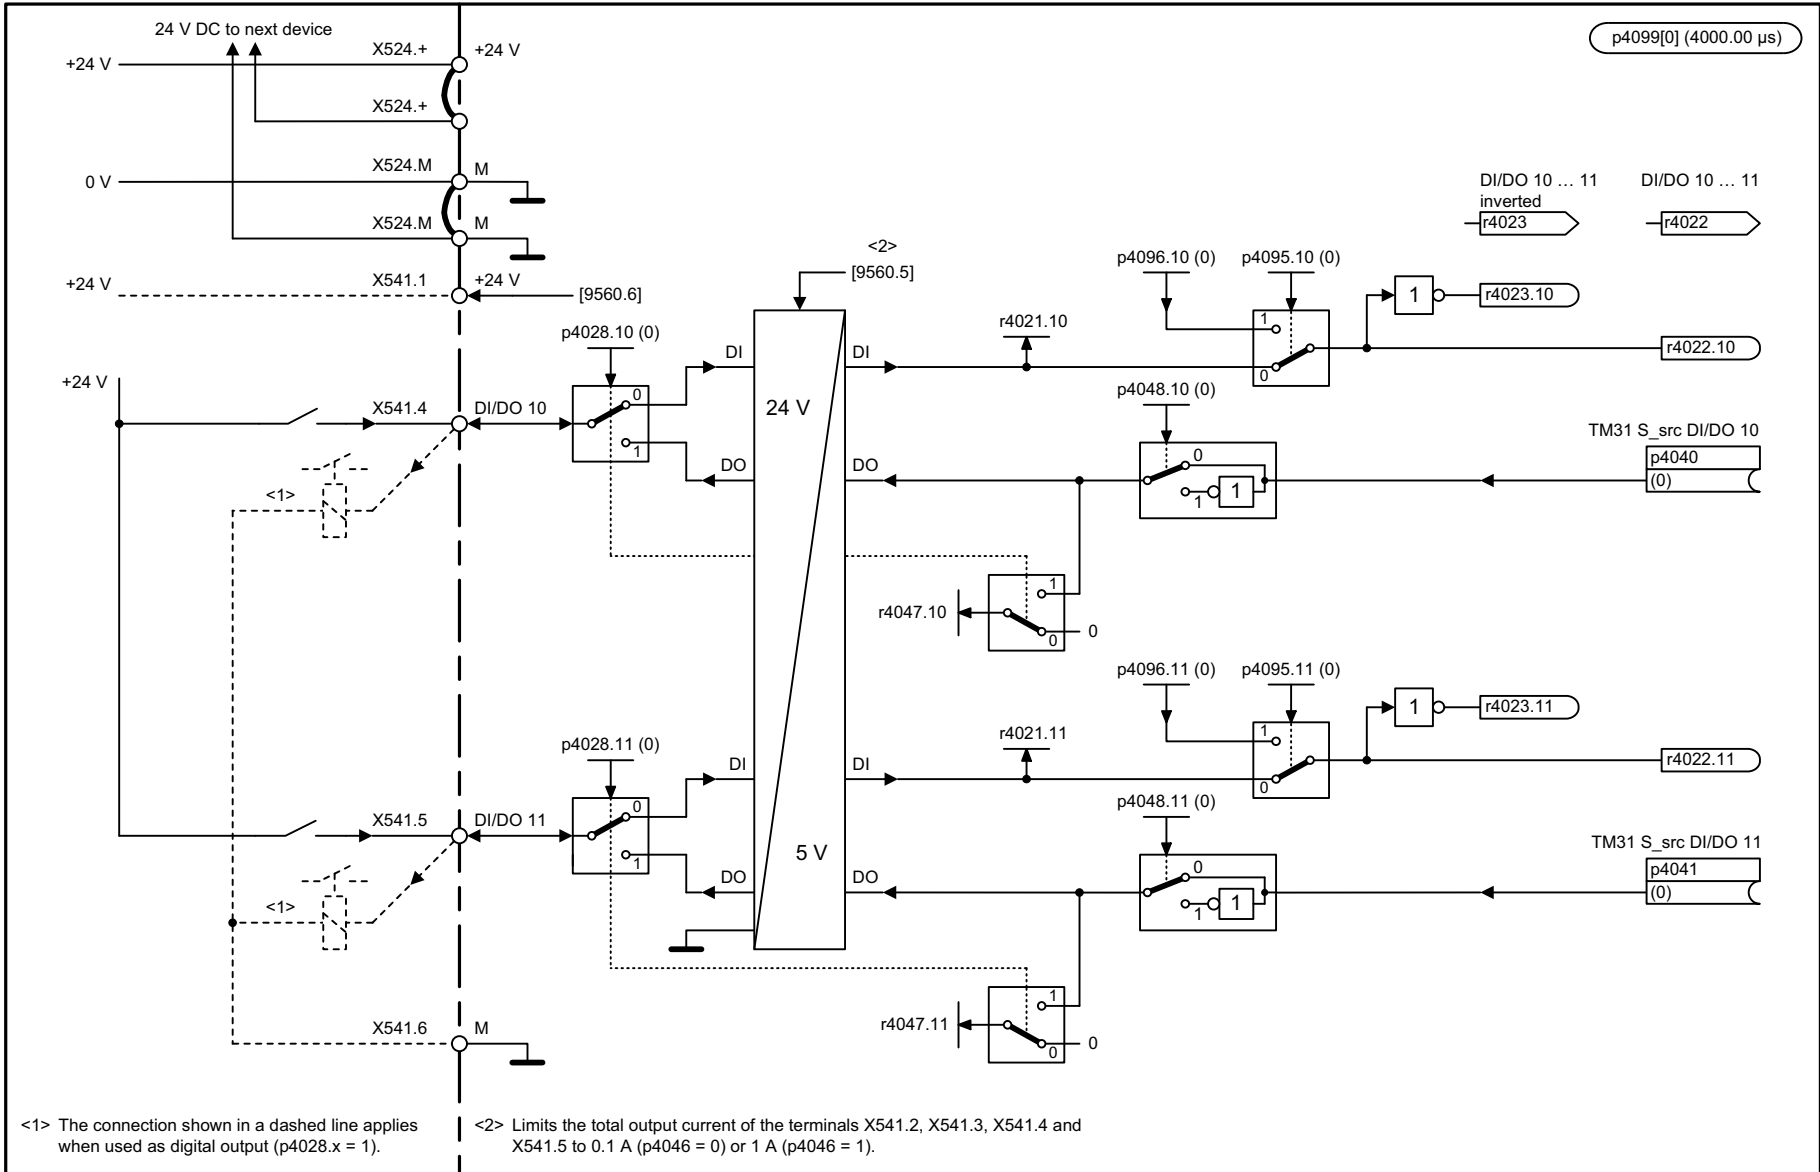 24 V DC to next device
X524.+
+24 V
+24 V
p4099[0] (4000.00 µs)
X524.+
X524.M
M
0 V
DI/DO 10 … 11
inverted
r4023
DI/DO 10 … 11
r4022
X524.M
M
<2>
[9560.5]
+24 V
X541.1
+24 V
[9560.6]
p4096.10 (0)
p4095.10 (0)
1
0
1
r4023.10
r4022.10
p4028.10 (0)
0
1
DI
DO
24 V
5 V
DI
r4021.10
DO
+24 V
X541.4
DI/DO 10
<1>
p4048.10 (0)
0
1
1
TM31 S_src DI/DO 10
p4040
(0)
r4047.10
1
0
0
p4096.11 (0)
p4095.11 (0)
1
0
1
r4023.11
r4022.11
p4028.11 (0)
0
1
DI
DO
DI
r4021.11
DO
X541.5
DI/DO 11
<1>
p4048.11 (0)
0
1
1
TM31 S_src DI/DO 11
p4041
(0)
r4047.11
1
0
0
X541.6
M
<1> The connection shown in a dashed line applies
when used as digital output (p4028.x = 1).
<2> Limits the total output current of the terminals X541.2, X541.3, X541.4 and
X541.5 to 0.1 A (p4046 = 0) or 1 A (p4046 = 1).